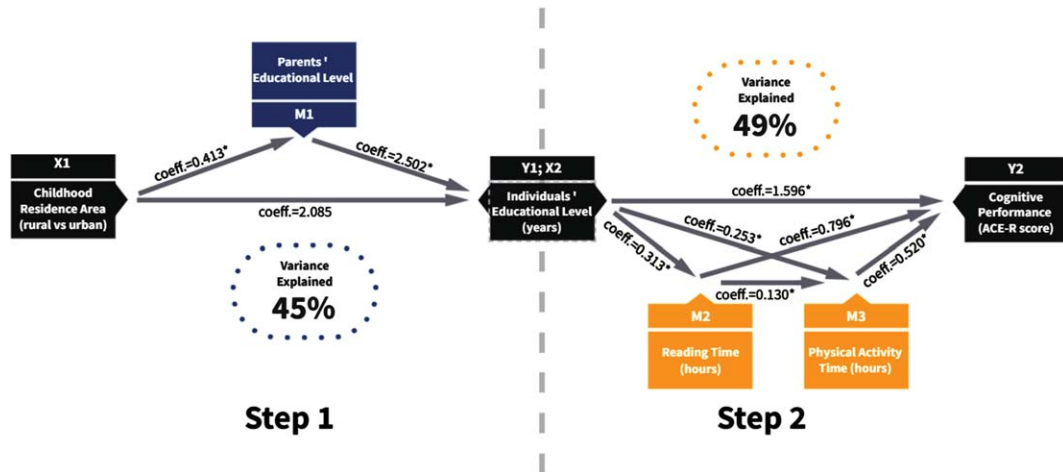 Parents '
Educational Level
M1
Variance
Explained
49%
coeff.=0.413*
coeff.=2.502*
X1
Childhood
Residence Area
(rural vs urban)
coeff.=2.085
Y1; X2
Individuals '
Educational Level
(years)
coeff.=1.596*
Y2
Cognitive
Performance
(ACE-R score)
coeff.=0.313*
coeff.=0.253*
coeff.=0.796*
coeff.=0.520*
coeff.=0.130*
Variance
Explained
45%
M2
Reading Time
(hours)
M3
Physical Activity
Time (hours)
Step 1
Step 2